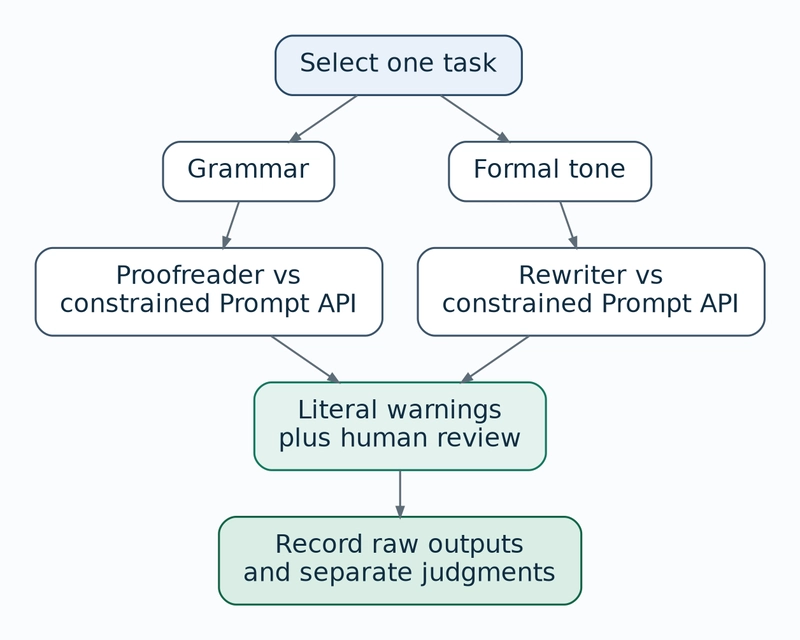 Select one task
Grammar
Formal tone
Proofreader vs
constrained Prompt API
Rewriter vs
constrained Prompt API
Literal warnings
plus human review
Record raw outputs
and separate judgments